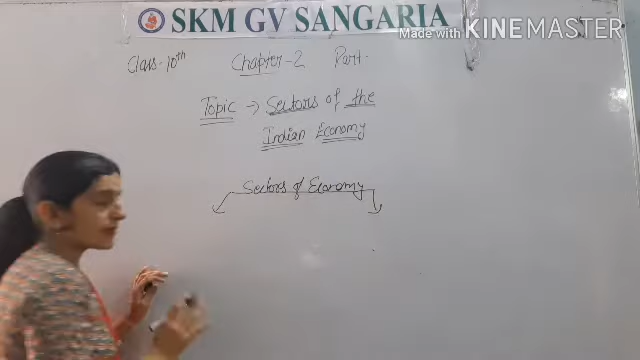 SKM GV SANGARIA
Made with KINEMASTER
Class-10th Chapter-2 Part-
Topic → Sectors of the
Indian Economy
Sectors of Economy